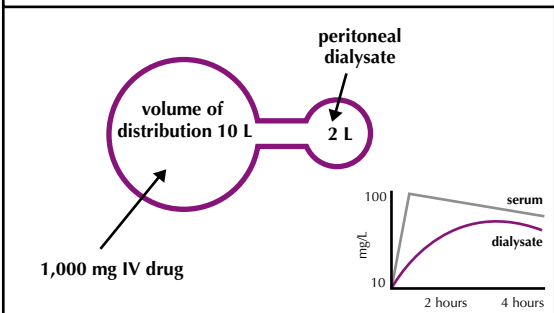 peritoneal
dialysate
volume of
distribution 10 L
2 L
1,000 mg IV drug
100
serum
mg/L
dialysate
10
2 hours
4 hours